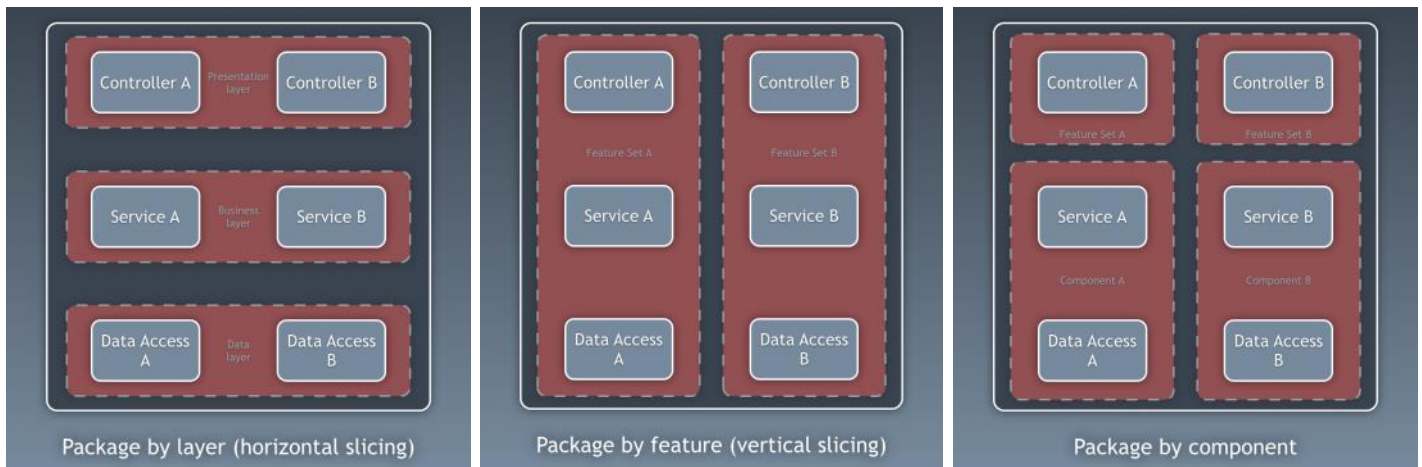 Controller A
Presentation
layer
Controller B
Service A
Business
layer
Service B
Data Access
A
Data
layer
Data Access
B
Package by layer (horizontal slicing)
Controller A
Controller B
Feature Set A
Feature Set B
Service A
Service B
Data Access
A
Data Access
B
Package by feature (vertical slicing)
Controller A
Controller B
Feature Set A
Feature Set B
Service A
Service B
Component A
Component B
Data Access
A
Data Access
B
Package by component